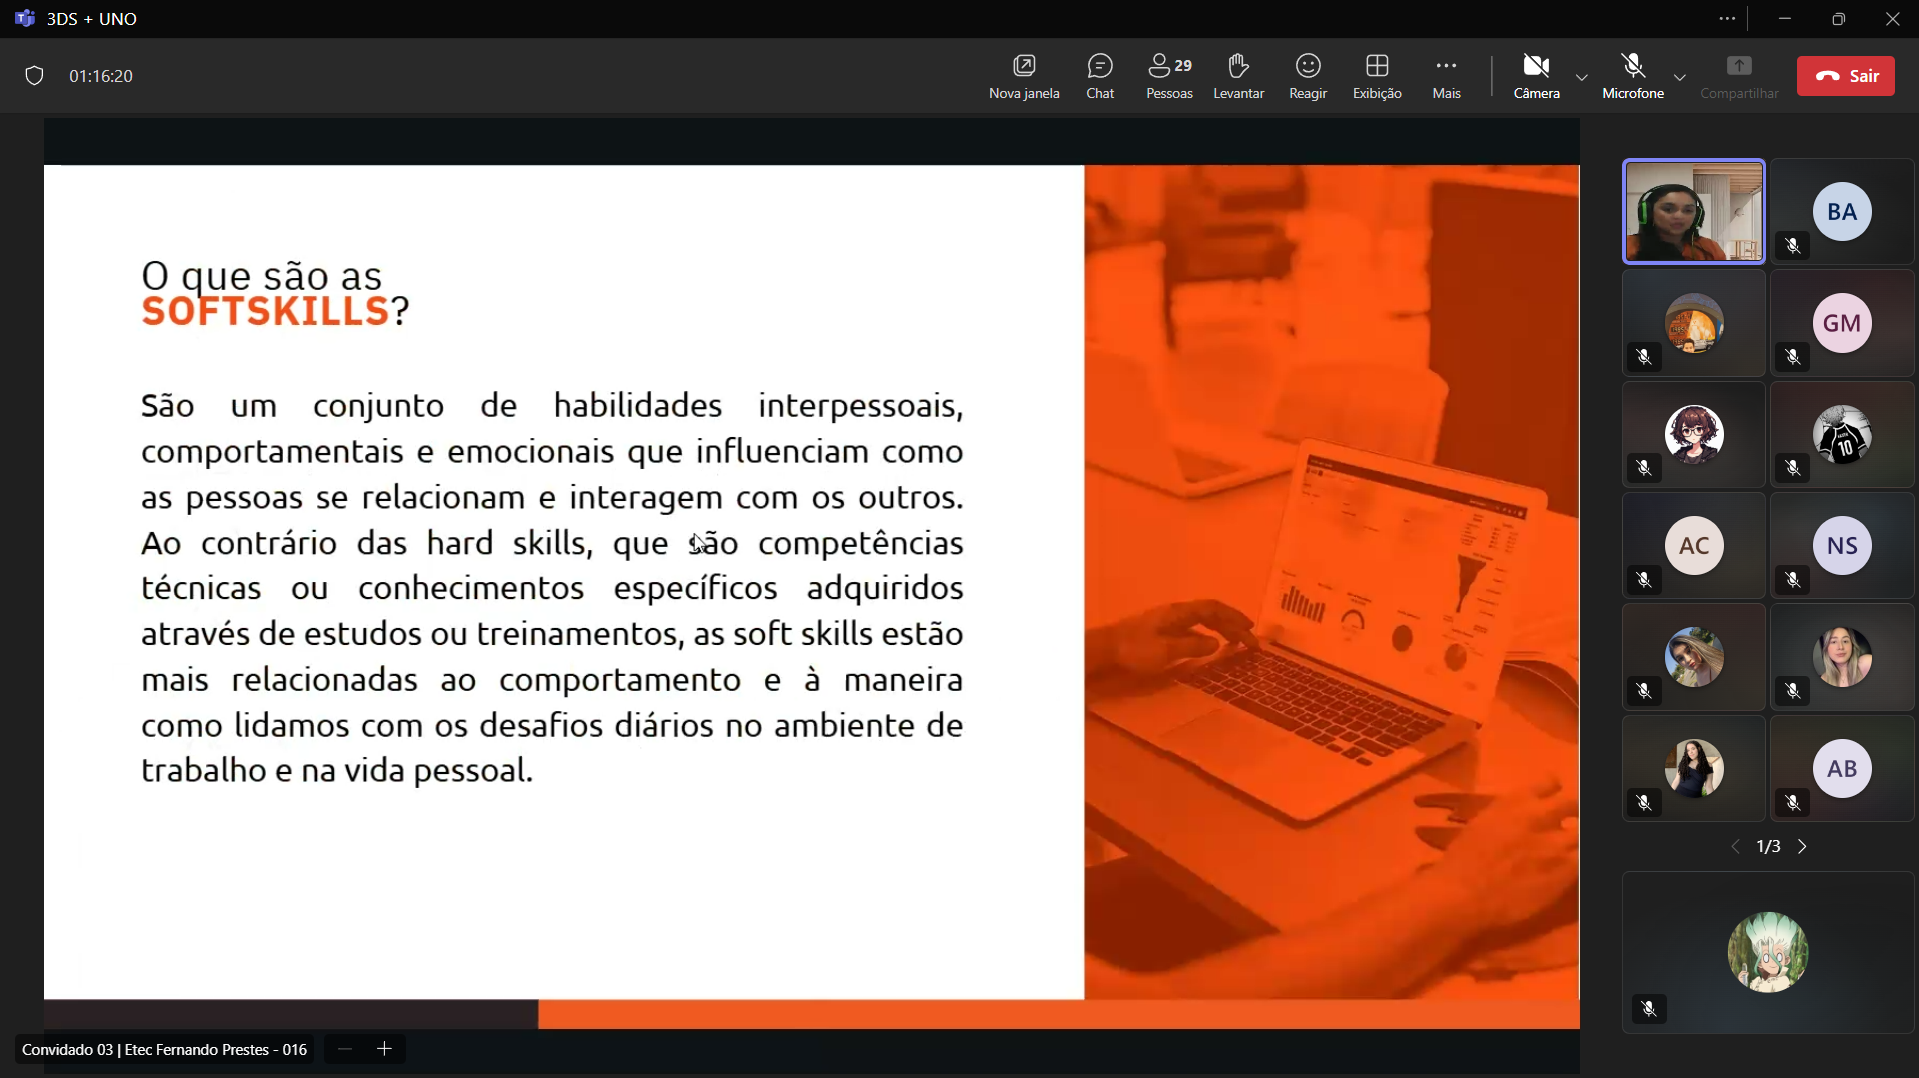 3DS + UNO
01:16:20
Nova janela
Chat
29
Pessoas
Levantar
Reagir
Exibição
Mais
Câmera
Microfone
Compartilhar
Sair
O que são as
SOFTSKILLS?
São um conjunto de habilidades interpessoais,
comportamentais e emocionais que influenciam como
as pessoas se relacionam e interagem com os outros.
Ao contrário das hard skills, que são competências
técnicas ou conhecimentos específicos adquiridos
através de estudos ou treinamentos, as soft skills estão
mais relacionadas ao comportamento e à maneira
como lidamos com os desafios diários no ambiente de
trabalho e na vida pessoal.
BA
GM
10
AC
NS
AB
1/3
Convidado 03 | Etec Fernando Prestes - 016